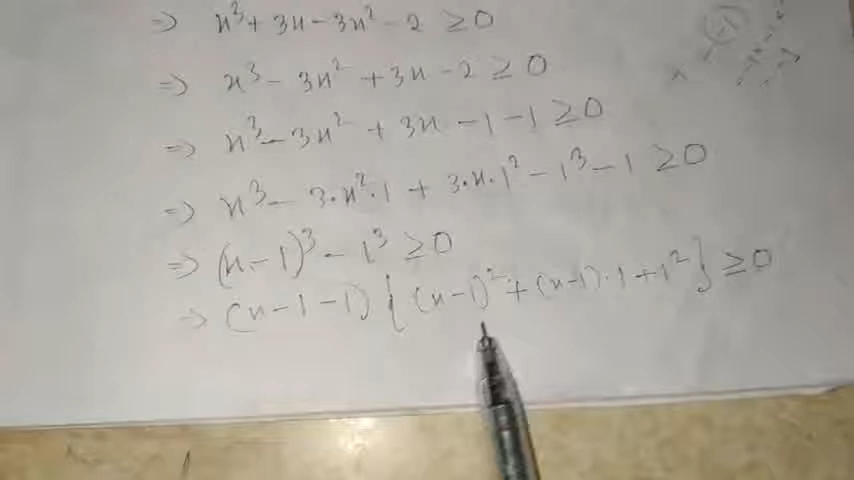 ⇒ x³ + 3x - 3x² - 2 ≥ 0
⇒ x³ - 3x² + 3x - 2 ≥ 0
⇒ x³ - 3x² + 3x - 1 - 1 ≥ 0
⇒ x³ - 3·x²·1 + 3·x·1² - 1³ - 1 ≥ 0
⇒ (x-1)³ - 1³ ≥ 0
⇒ (x-1-1) { (x-1)² + (x-1)·1 + 1² } ≥ 0